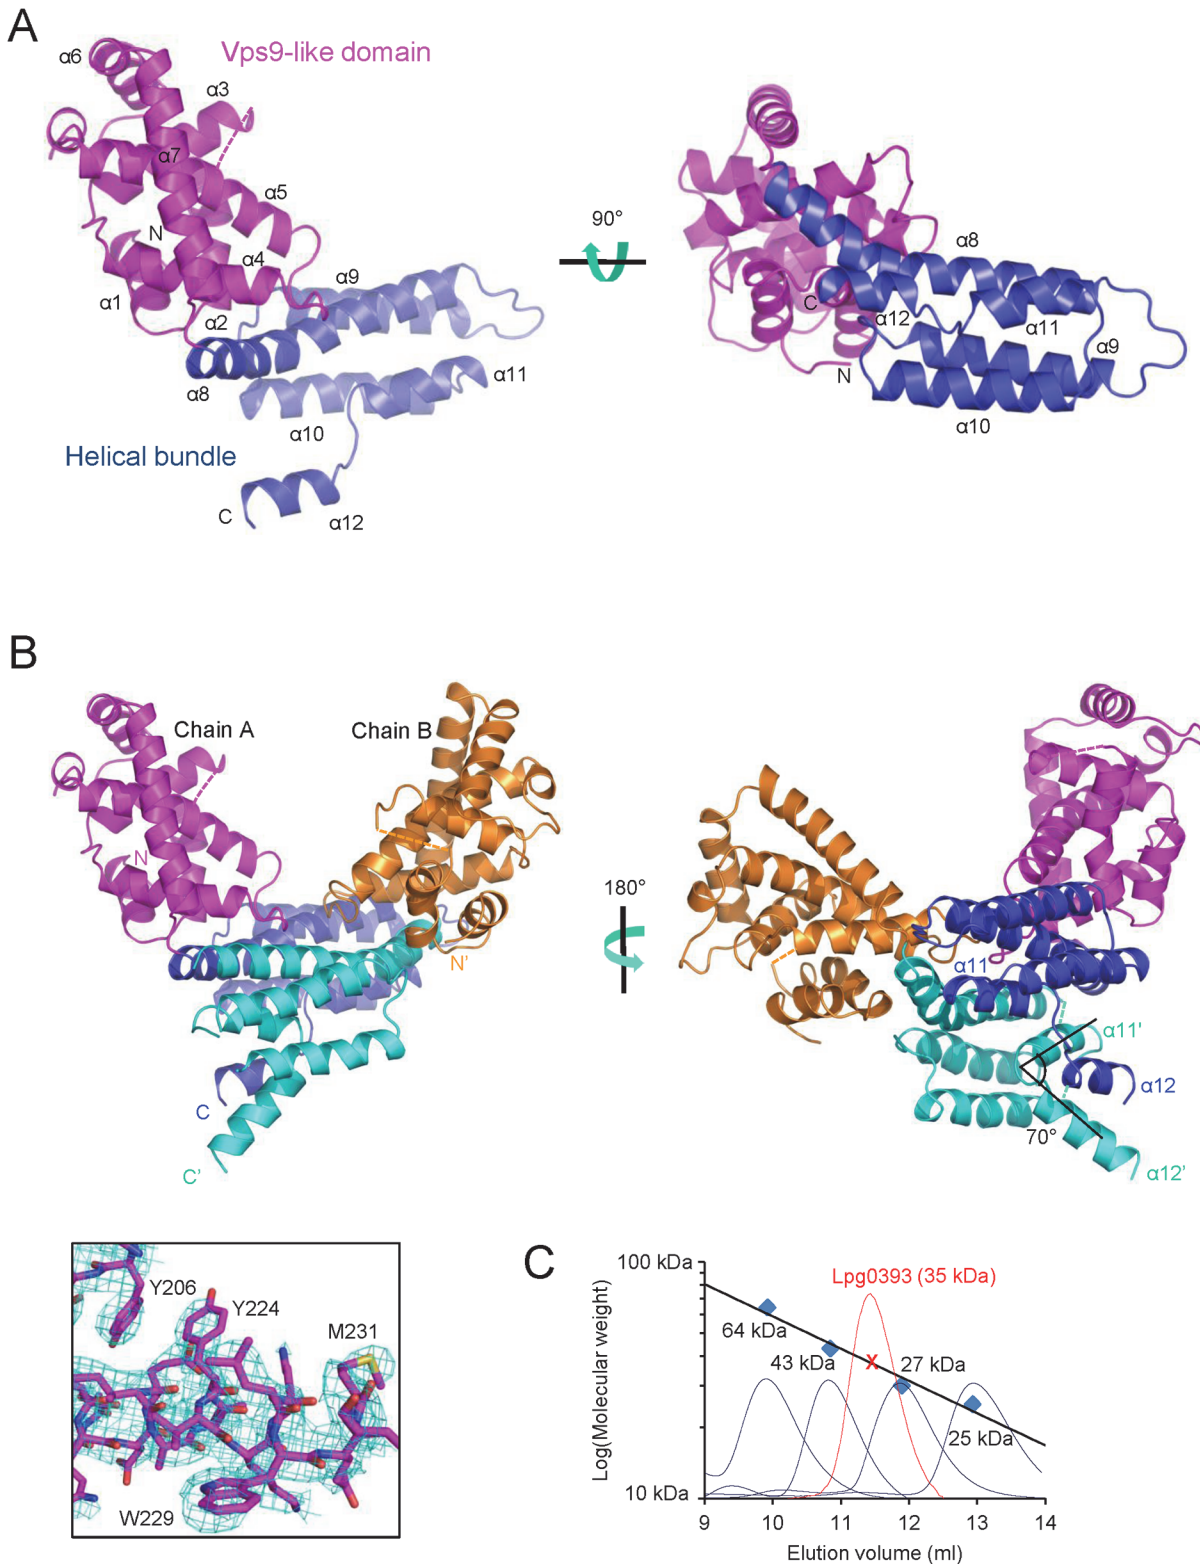 A
Vps9-like domain
α6
α3
α7
α5
N
α4
α9
α1
α2
α8
α11
α10
Helical bundle
C
α12
90°
α8
C
α12
α11
α9
N
α10
B
Chain A
Chain B
N
N'
C
C'
180°
α11
α11'
α12
70°
α12'
Y206
Y224
M231
W229
C
100 kDa
Lpg0393 (35 kDa)
64 kDa
43 kDa
X
27 kDa
25 kDa
10 kDa
Log(Molecular weight)
9 10 11 12 13 14
Elution volume (ml)